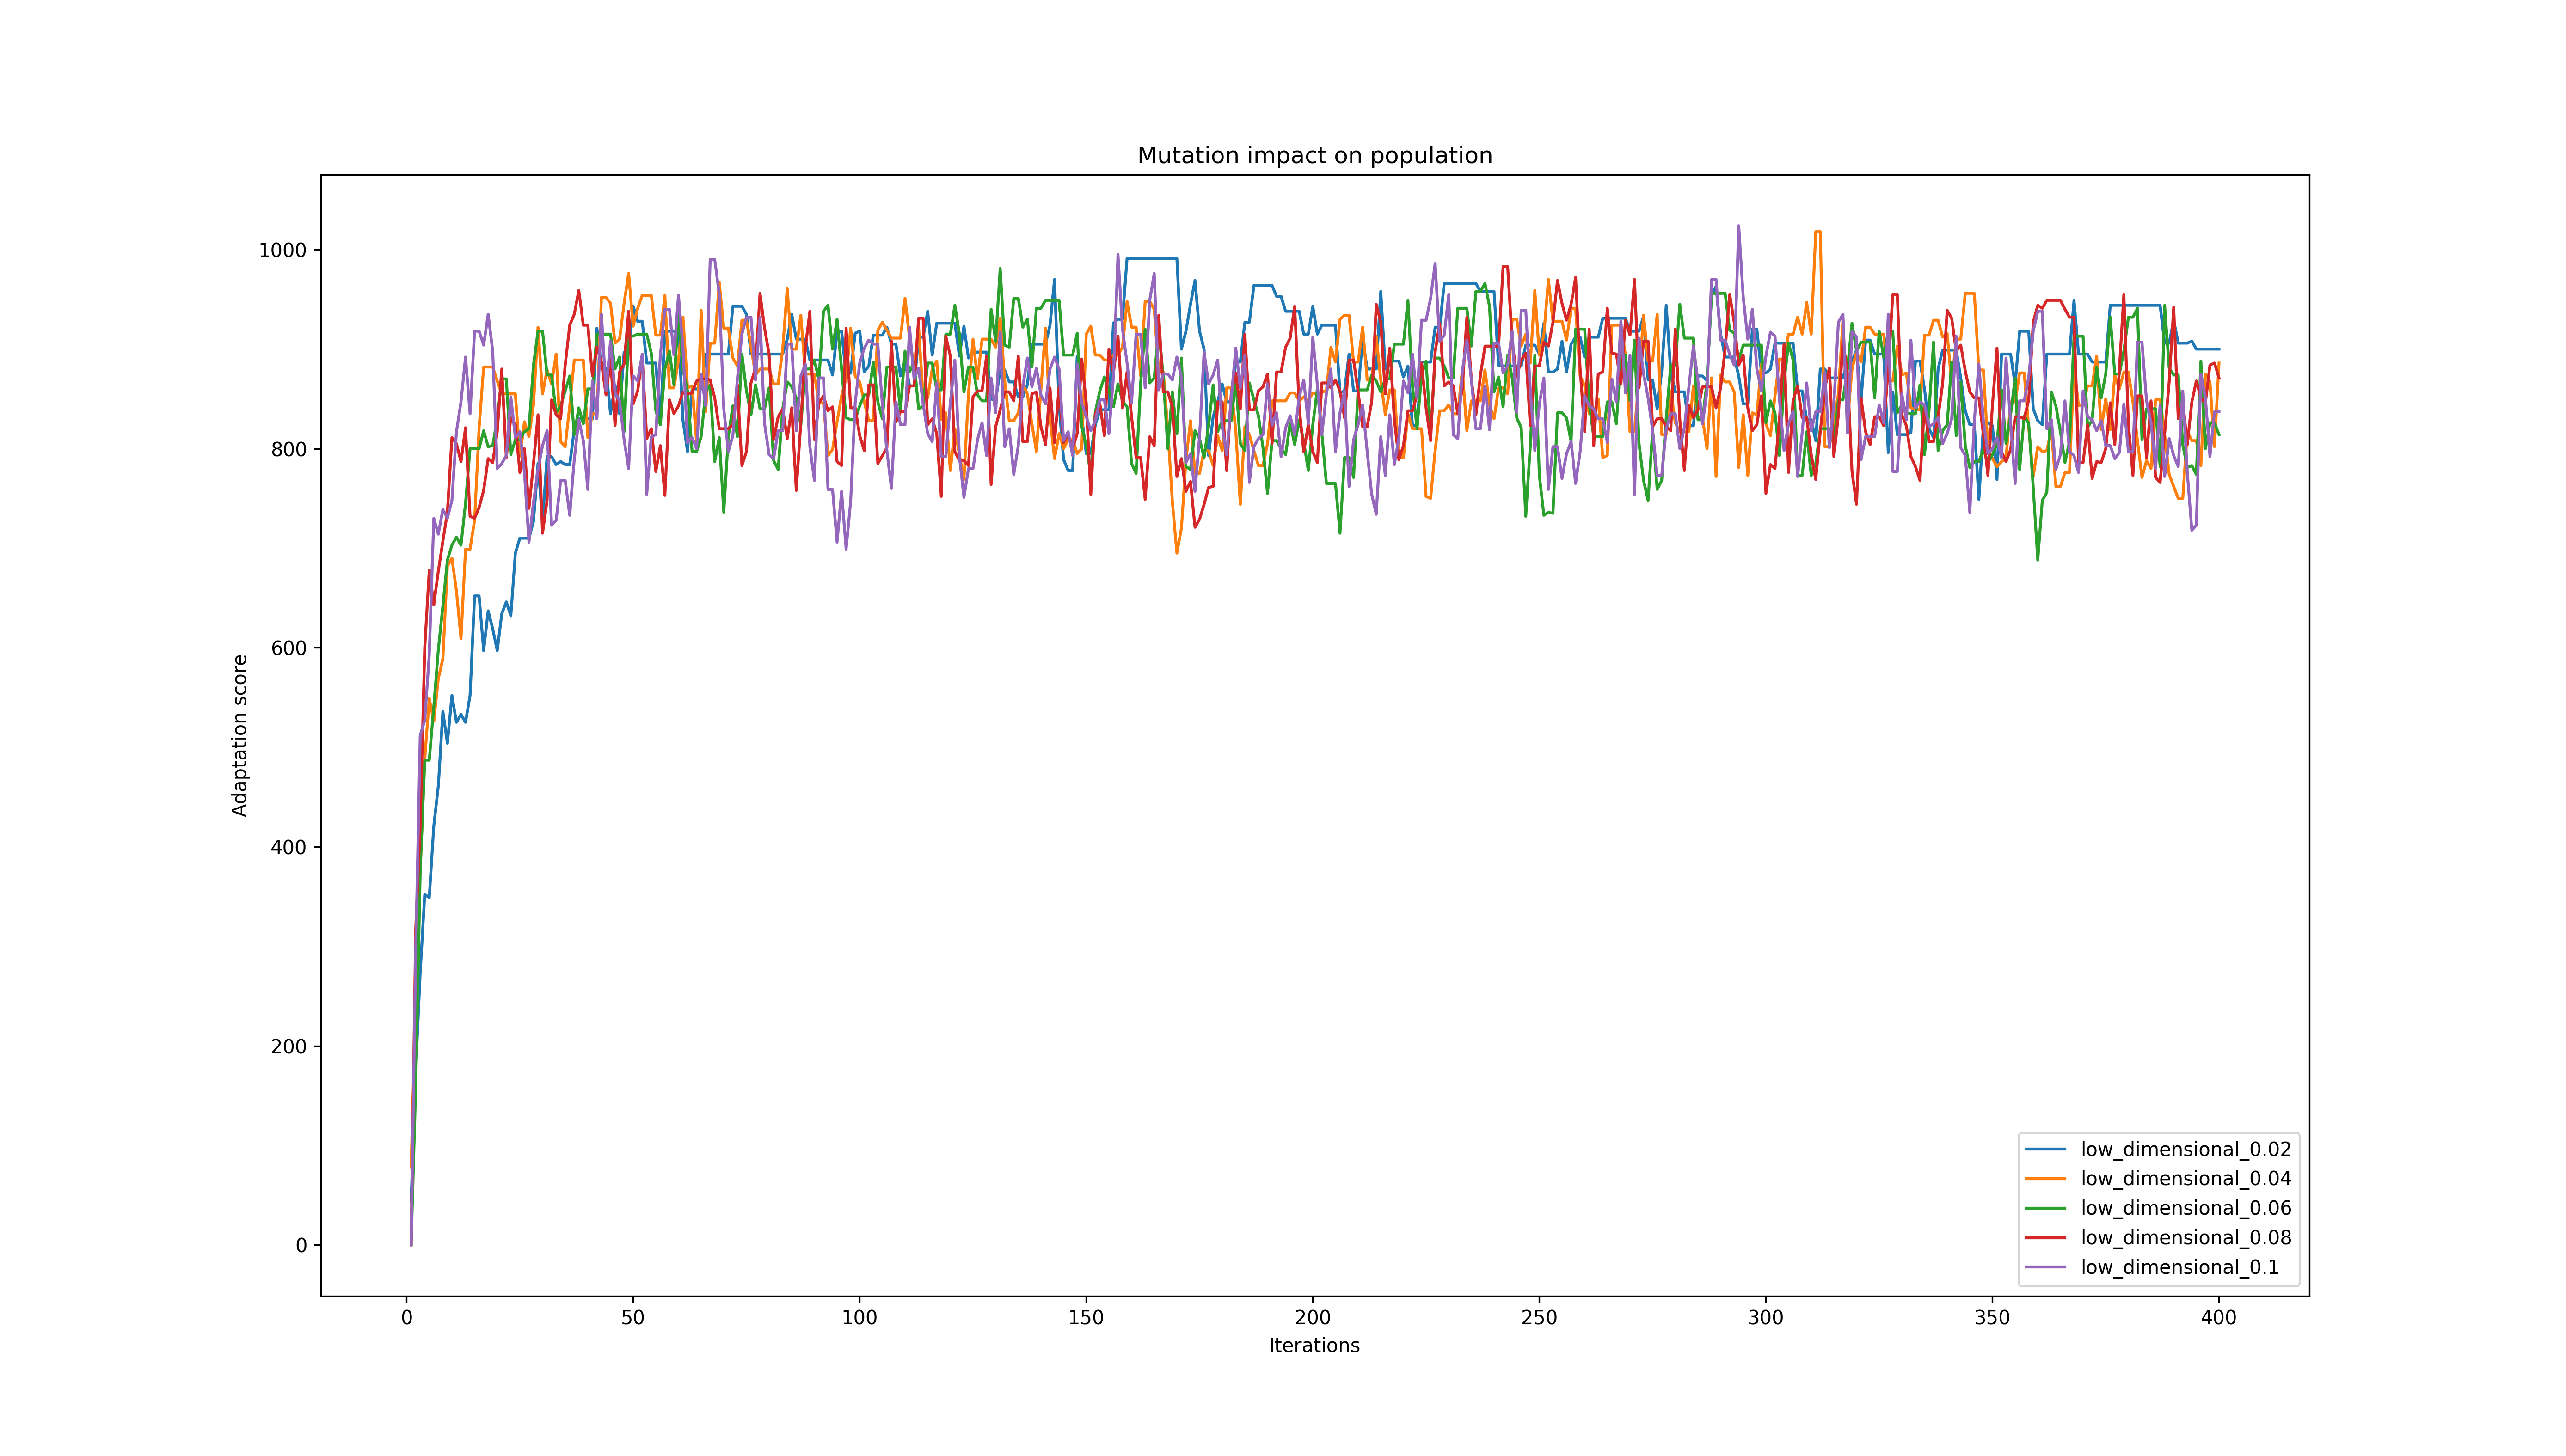 Mutation impact on population
1000
800
600
400
200
0
Adaptation score
0 50 100 150 200 250 300 350 400
Iterations
low_dimensional_0.02
low_dimensional_0.04
low_dimensional_0.06
low_dimensional_0.08
low_dimensional_0.1